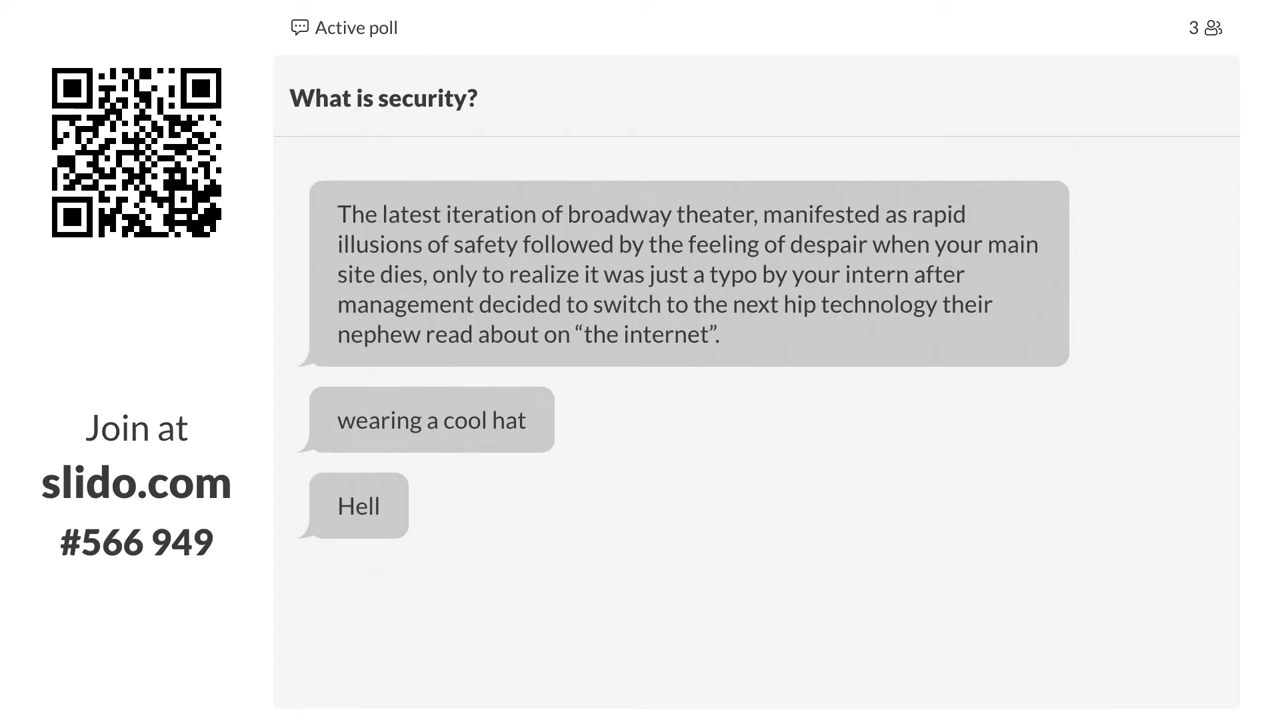 Active poll
3
What is security?
The latest iteration of broadway theater, manifested as rapid
illusions of safety followed by the feeling of despair when your main
site dies, only to realize it was just a typo by your intern after
management decided to switch to the next hip technology their
nephew read about on “the internet”.
wearing a cool hat
Hell
Join at
slido.com
#566 949